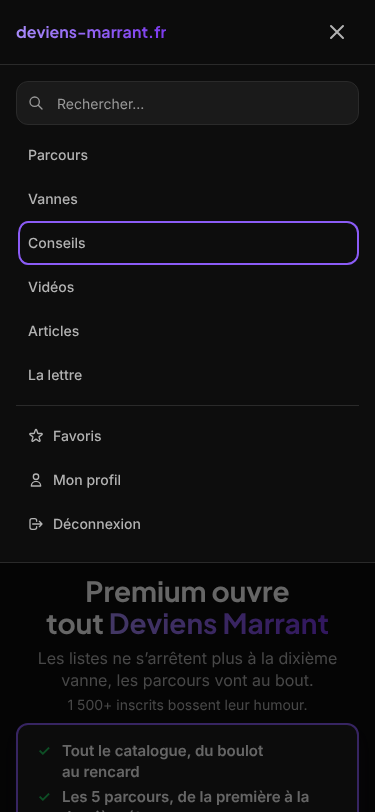 deviens-marrant.fr
Rechercher...
Parcours
Vannes
Conseils
Vidéos
Articles
La lettre
Favoris
Mon profil
Déconnexion
Premium ouvre
tout Deviens Marrant
Les listes ne s'arrêtent plus à la dixième
vanne, les parcours vont au bout.
1 500+ inscrits bossent leur humour.
Tout le catalogue, du boulot
au rencard
Les 5 parcours, de la première à la